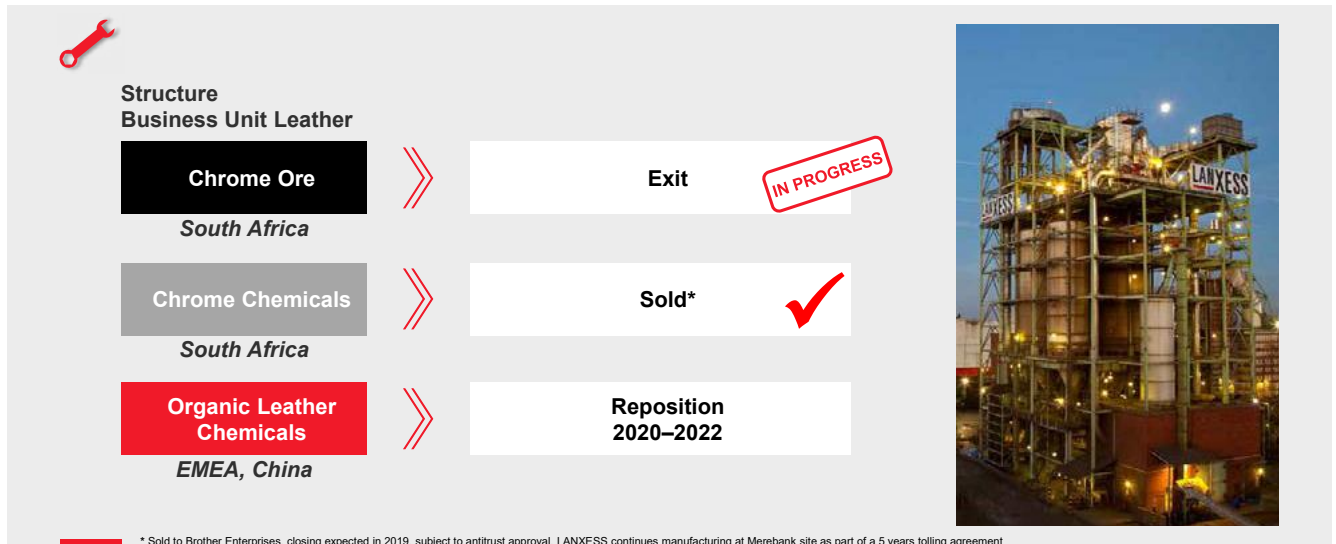 Structure
Business Unit Leather
Chrome Ore
Exit
IN PROGRESS
South Africa
Chrome Chemicals
Sold*
South Africa
Organic Leather
Chemicals
Reposition
2020–2022
EMEA, China
LANXESS
LANXESS
* Sold to Brother Enterprises, closing expected in 2019, subject to antitrust approval. LANXESS continues manufacturing at Merebank site as part of a 5 years tolling agreement